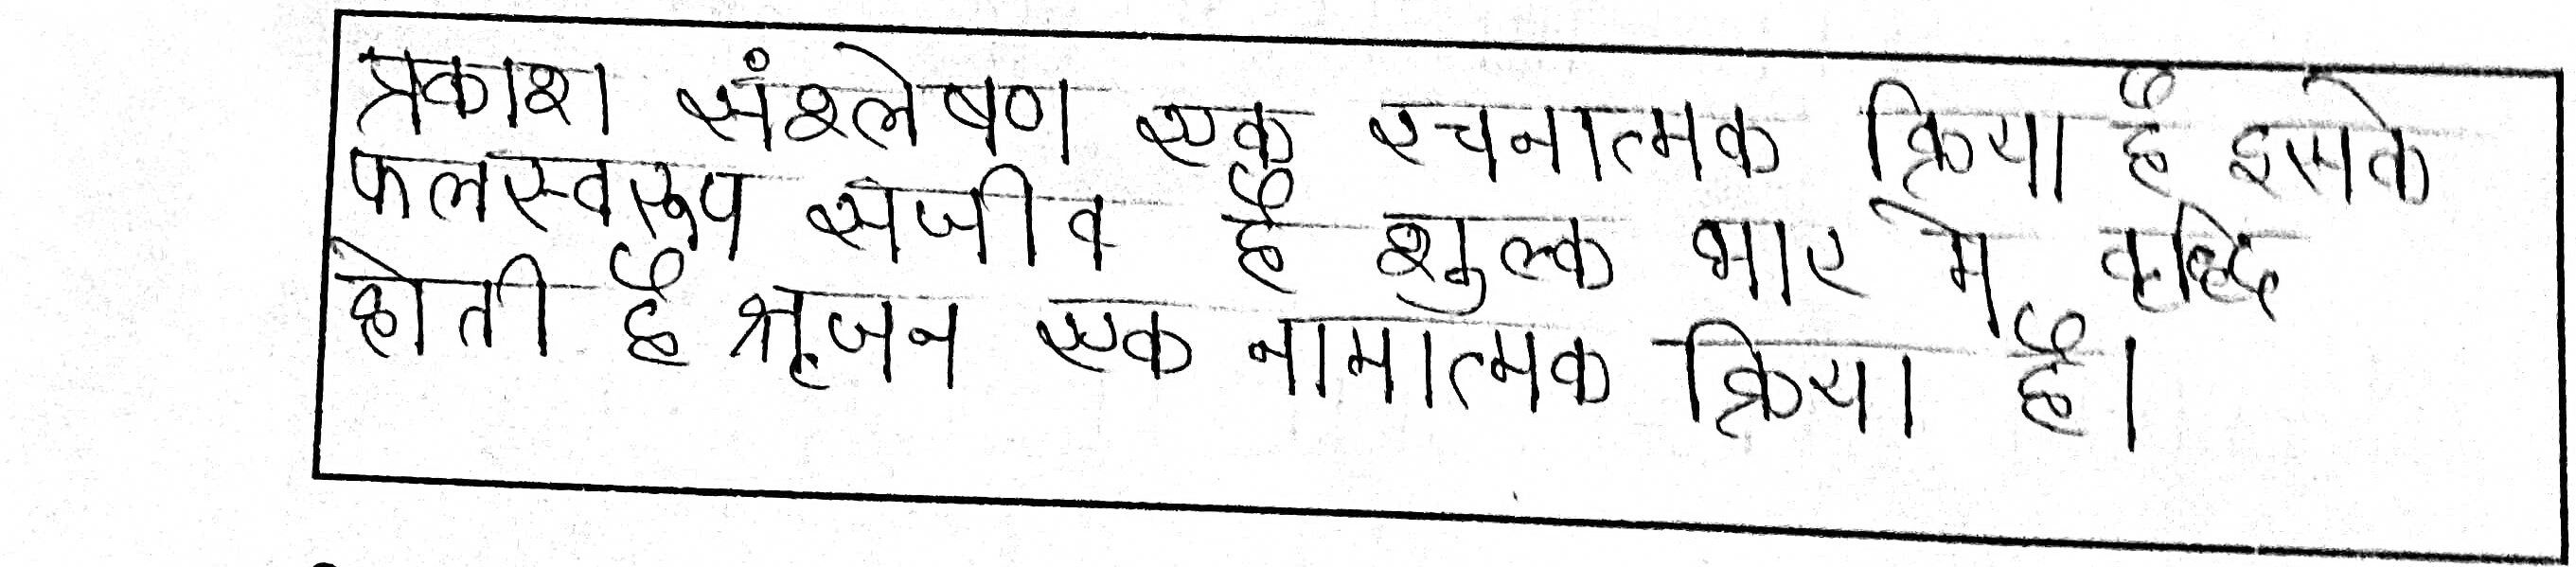 प्रकाश संश्लेषण एक रचनात्मक क्रिया है इसके
फलस्वरूप सजीव है शुल्क भार मे वृद्धि
होती है श्रृजन एक नामात्मक क्रिया है।